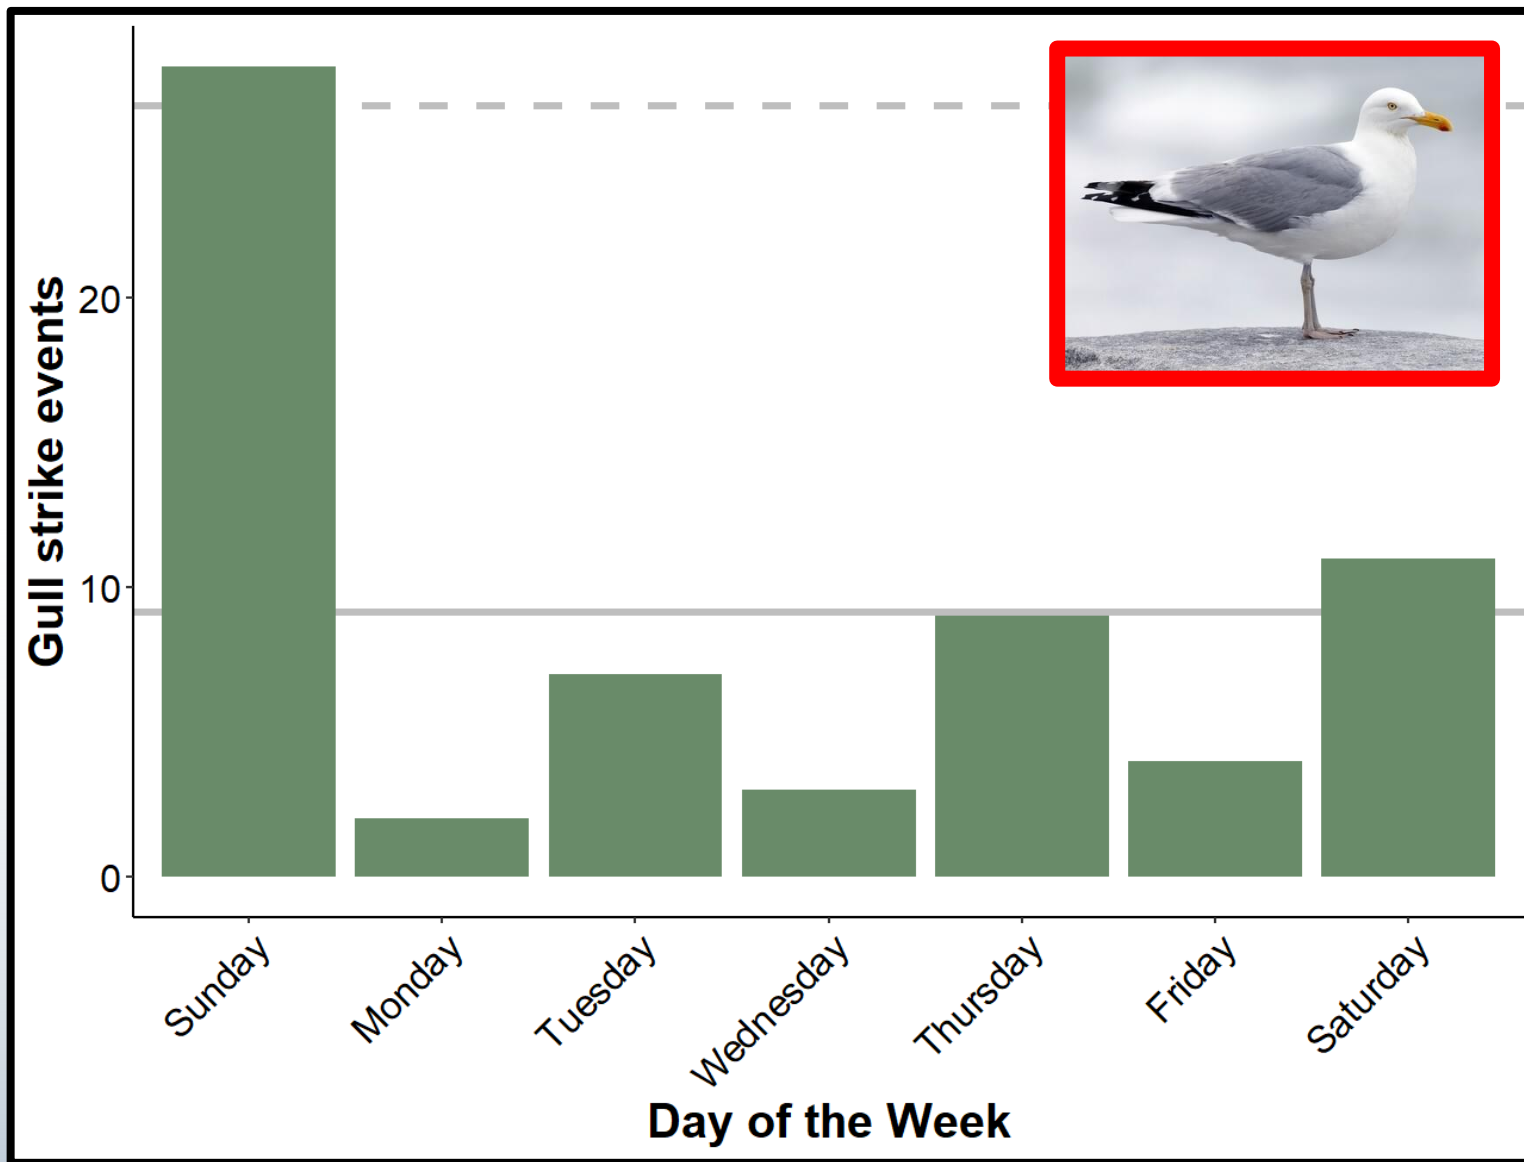 Gull strike events
20
10
0
Sunday
Monday
Tuesday
Wednesday
Thursday
Friday
Saturday
Day of the Week